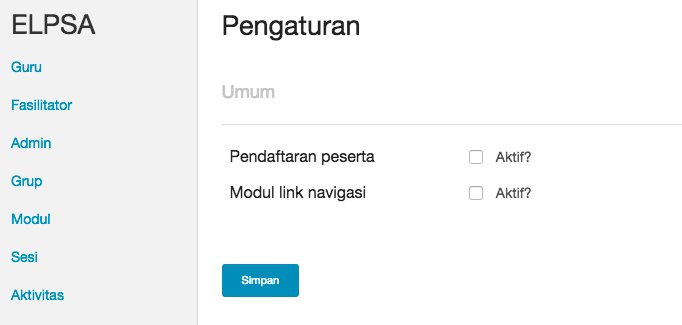 ELPSA
Guru
Fasilitator
Admin
Grup
Modul
Sesi
Aktivitas
Pengaturan
Umum
Pendaftaran peserta Aktif?
Modul link navigasi Aktif?
Simpan